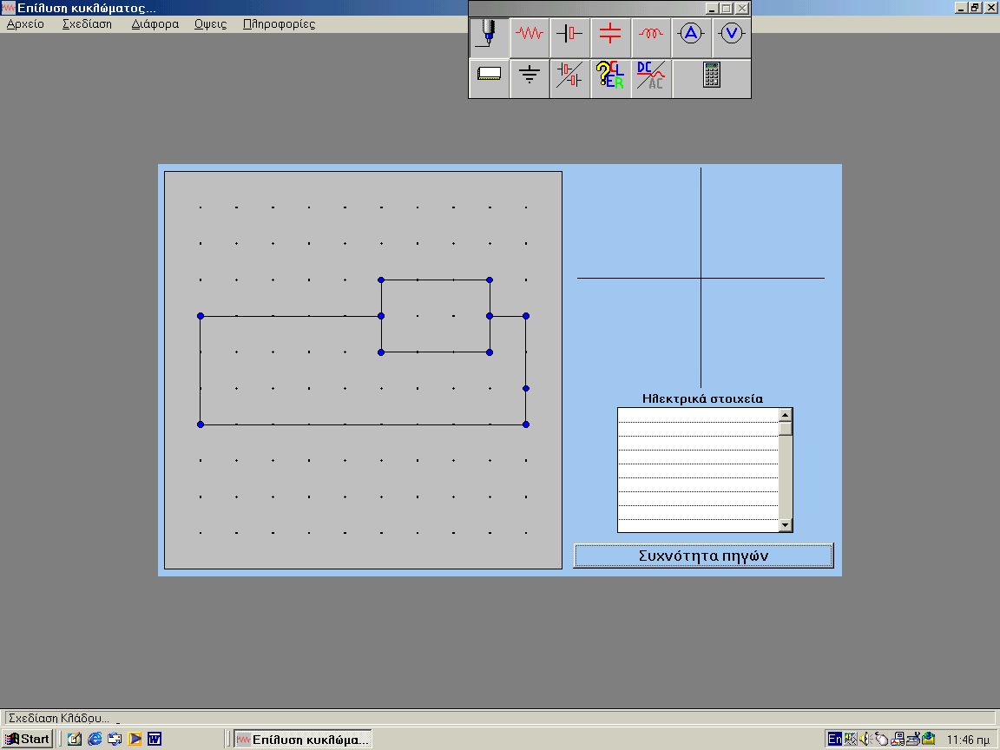 Επίλυση κυκλώματος...
Αρχείο Σχεδίαση Διάφορα Οψεις Πληροφορίες
A V
? CLER DC AC
Ηλεκτρικά στοιχεία
Συχνότητα πηγών
Σχεδίαση Κλάδου... _
Start Επίλυση κυκλώμα... En 11:46 πμ